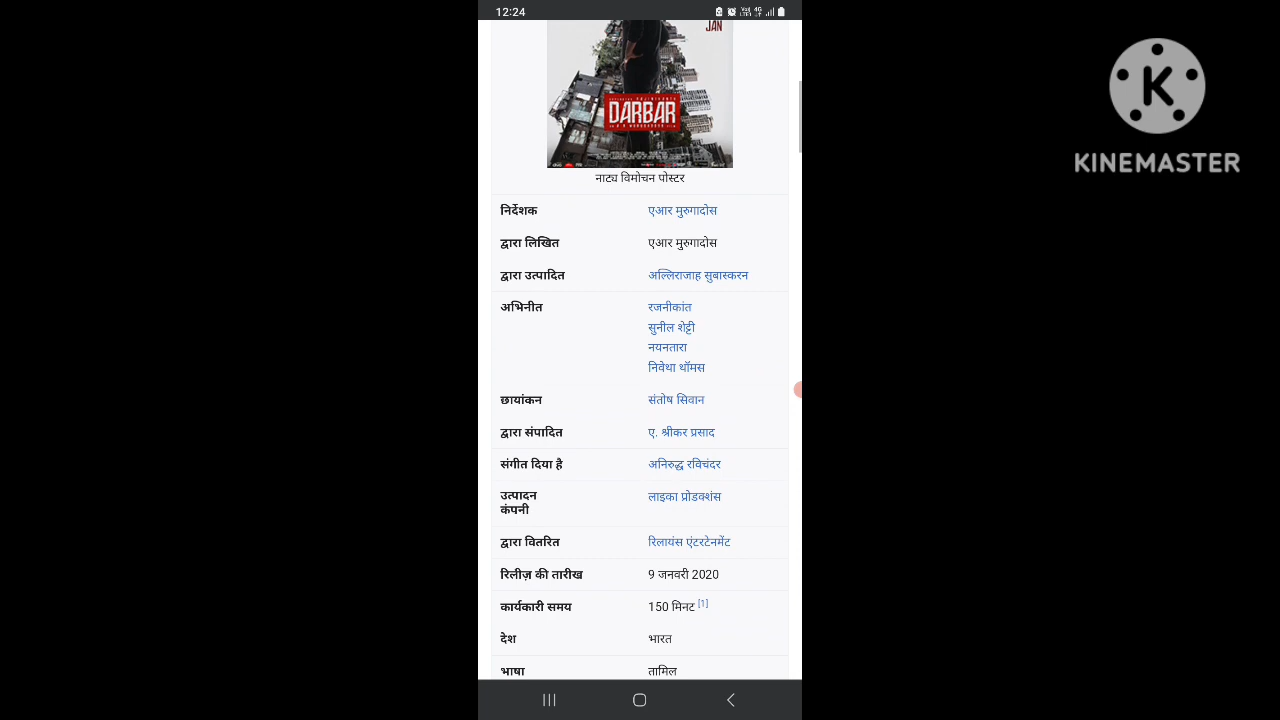 12:24
JAN
DARBAR
नाट्य विमोचन पोस्टर
निर्देशक एआर मुरुगादोस
द्वारा लिखित एआर मुरुगादोस
द्वारा उत्पादित अल्लिराजाह सुबास्करन
अभिनीत रजनीकांत
सुनील शेट्टी
नयनतारा
निवेथा थॉमस
छायांकन संतोष सिवान
द्वारा संपादित ए. श्रीकर प्रसाद
संगीत दिया है अनिरुद्ध रविचंदर
उत्पादन
कंपनी लाइका प्रोडक्शंस
द्वारा वितरित रिलायंस एंटरटेनमेंट
रिलीज़ की तारीख 9 जनवरी 2020
कार्यकारी समय 150 मिनट [1]
देश भारत
भाषा तामिल
KINEMASTER